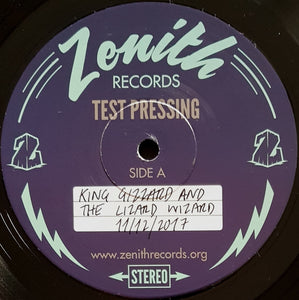 Zenith
RECORDS
TEST PRESSING
SIDE A
Z Z
KING GIZZARD AND
THE LIZARD WIZARD
11/12/2017
www.zenithrecords.org
STEREO